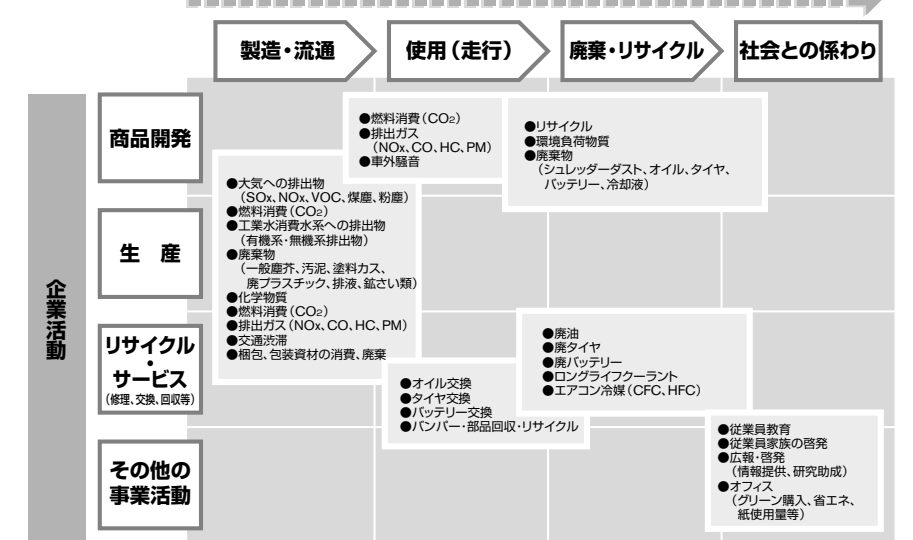 製造・流通
使用（走行）
廃棄・リサイクル
社会との係わり
企業活動
商品開発
生　産
リサイクル
・
サービス
（修理、交換、回収等）
その他の
事業活動
●大気への排出物
（SOx、NOx、VOC、煤塵、粉塵）
●燃料消費（CO₂）
●工業水消費水系への排出物
（有機系・無機系排出物）
●廃棄物
（一般塵芥、汚泥、塗料カス、
廃プラスチック、排液、鉱さい類）
●化学物質
●燃料消費（CO₂）
●排出ガス（NOx、CO、HC、PM）
●交通渋滞
●梱包、包装資材の消費、廃棄
●燃料消費（CO₂）
●排出ガス
（NOx、CO、HC、PM）
●車外騒音
●リサイクル
●環境負荷物質
●廃棄物
（シュレッダーダスト、オイル、タイヤ、
バッテリー、冷却液）
●オイル交換
●タイヤ交換
●バッテリー交換
●バンパー・部品回収・リサイクル
●廃油
●廃タイヤ
●廃バッテリー
●ロングライフクーラント
●エアコン冷媒（CFC、HFC）
●従業員教育
●従業員家族の啓発
●広報・啓発
（情報提供、研究助成）
●オフィス
（グリーン購入、省エネ、
紙使用量等）